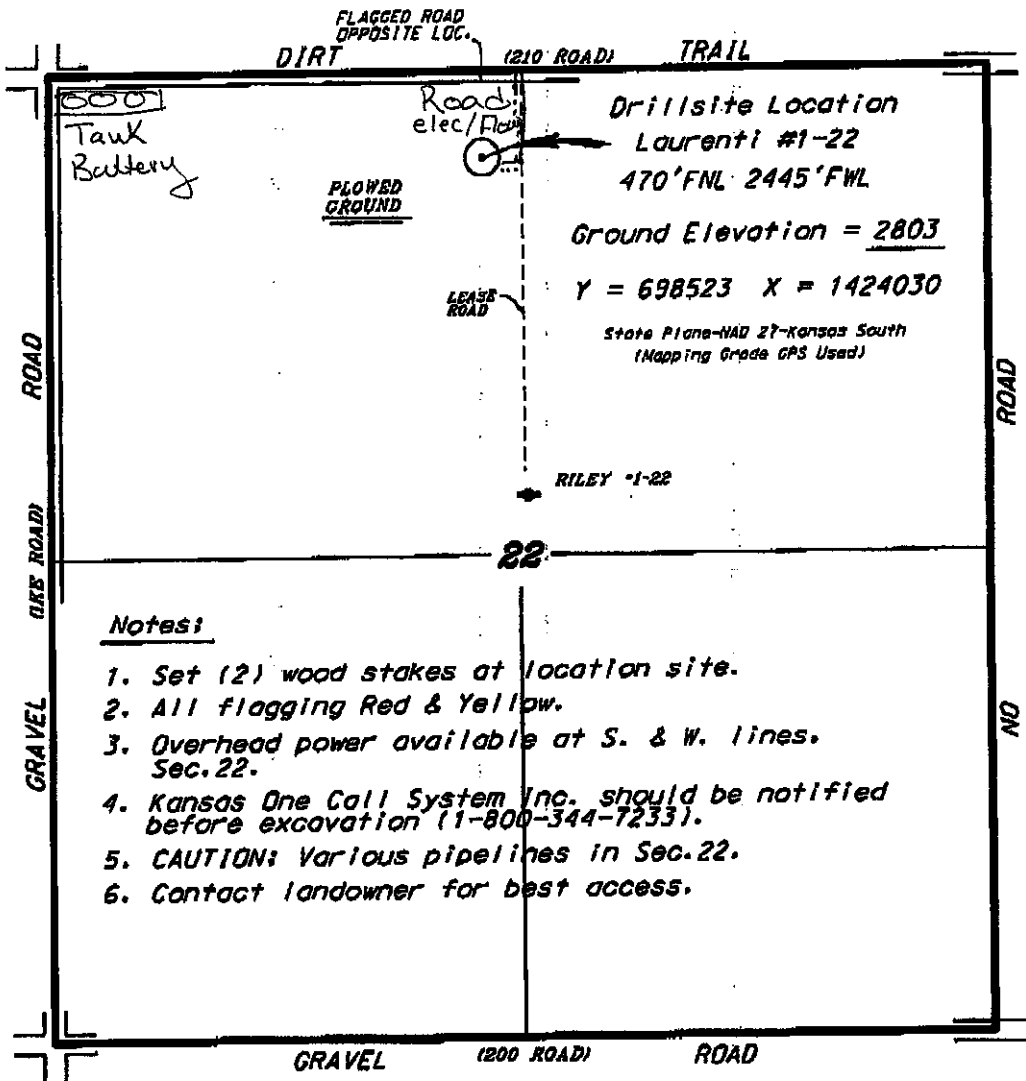 FLAGGED ROAD
OPPOSITE LOC.
DIRT (210 ROAD) TRAIL
Tank
Battery
Road
elec/Flow
Drillsite Location
Laurenti #1-22
470'FNL 2445'FWL
PLOWED
GROUND
Ground Elevation = 2803
Y = 698523 X = 1424030
State Plane-NAD 27-Kansas South
(Mapping Grade GPS Used)
LEASE
ROAD
ROAD
ROAD
RILEY #1-22
22
GRAVEL
NO
Notes:
1. Set (2) wood stakes at location site.
2. All flagging Red & Yellow.
3. Overhead power available at S. & W. lines.
Sec.22.
4. Kansas One Call System Inc. should be notified
before excavation (1-800-344-7233).
5. CAUTION: Various pipelines in Sec.22.
6. Contact landowner for best access.
GRAVEL (200 ROAD) ROAD